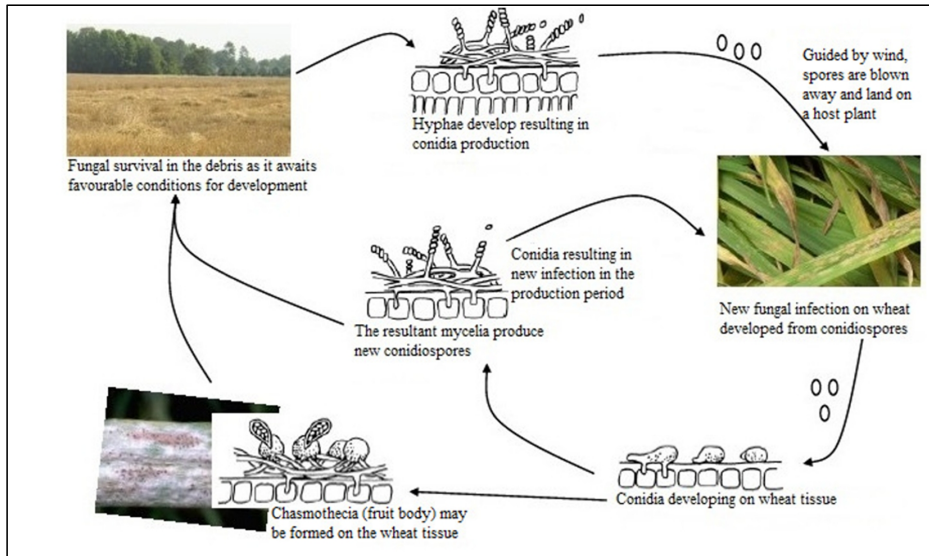 Hyphae develop resulting in
conidia production
Guided by wind,
spores are blown
away and land on
a host plant
Fungal survival in the debris as it awaits
favourable conditions for development
Conidia resulting in
new infection in the
production period
New fungal infection on wheat
developed from conidiospores
The resultant mycelia produce
new conidiospores
Conidia developing on wheat tissue
Chasmothecia (fruit body) may
be formed on the wheat tissue